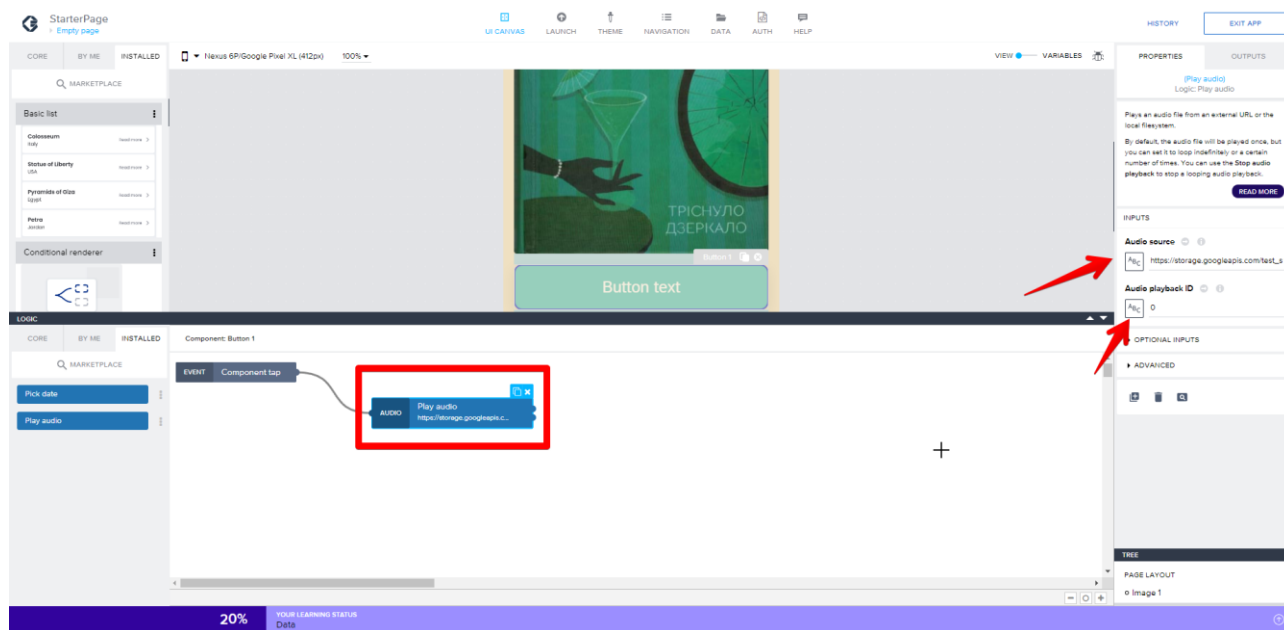 StarterPage
> Empty page
UI CANVAS
LAUNCH
THEME
NAVIGATION
DATA
AUTH
HELP
HISTORY
EXIT APP
CORE
BY ME
INSTALLED
Nexus 6P/Google Pixel XL (412px)
100%
VIEW
VARIABLES
PROPERTIES
OUTPUTS
MARKETPLACE
Basic list
Colosseum
Italy
Read more >
Statue of Liberty
USA
Read more >
Pyramids of Giza
Egypt
Read more >
Petra
Jordan
Read more >
Conditional renderer
ТРІСНУЛО
ДЗЕРКАЛО
Button 1
Button text
(Play audio)
Logic: Play audio
Plays an audio file from an external URL or the
local filesystem.
By default, the audio file will be played once, but
you can set it to loop indefinitely or a certain
number of times. You can use the Stop audio
playback to stop a looping audio playback.
READ MORE
INPUTS
Audio source
ABC
https://storage.googleapis.com/test_s
Audio playback ID
ABC
0
OPTIONAL INPUTS
ADVANCED
LOGIC
CORE
BY ME
INSTALLED
Component: Button 1
MARKETPLACE
Pick date
Play audio
EVENT
Component tap
AUDIO
Play audio
https://storage.googleapis.c...
TREE
PAGE LAYOUT
Image 1
20%
YOUR LEARNING STATUS
Data